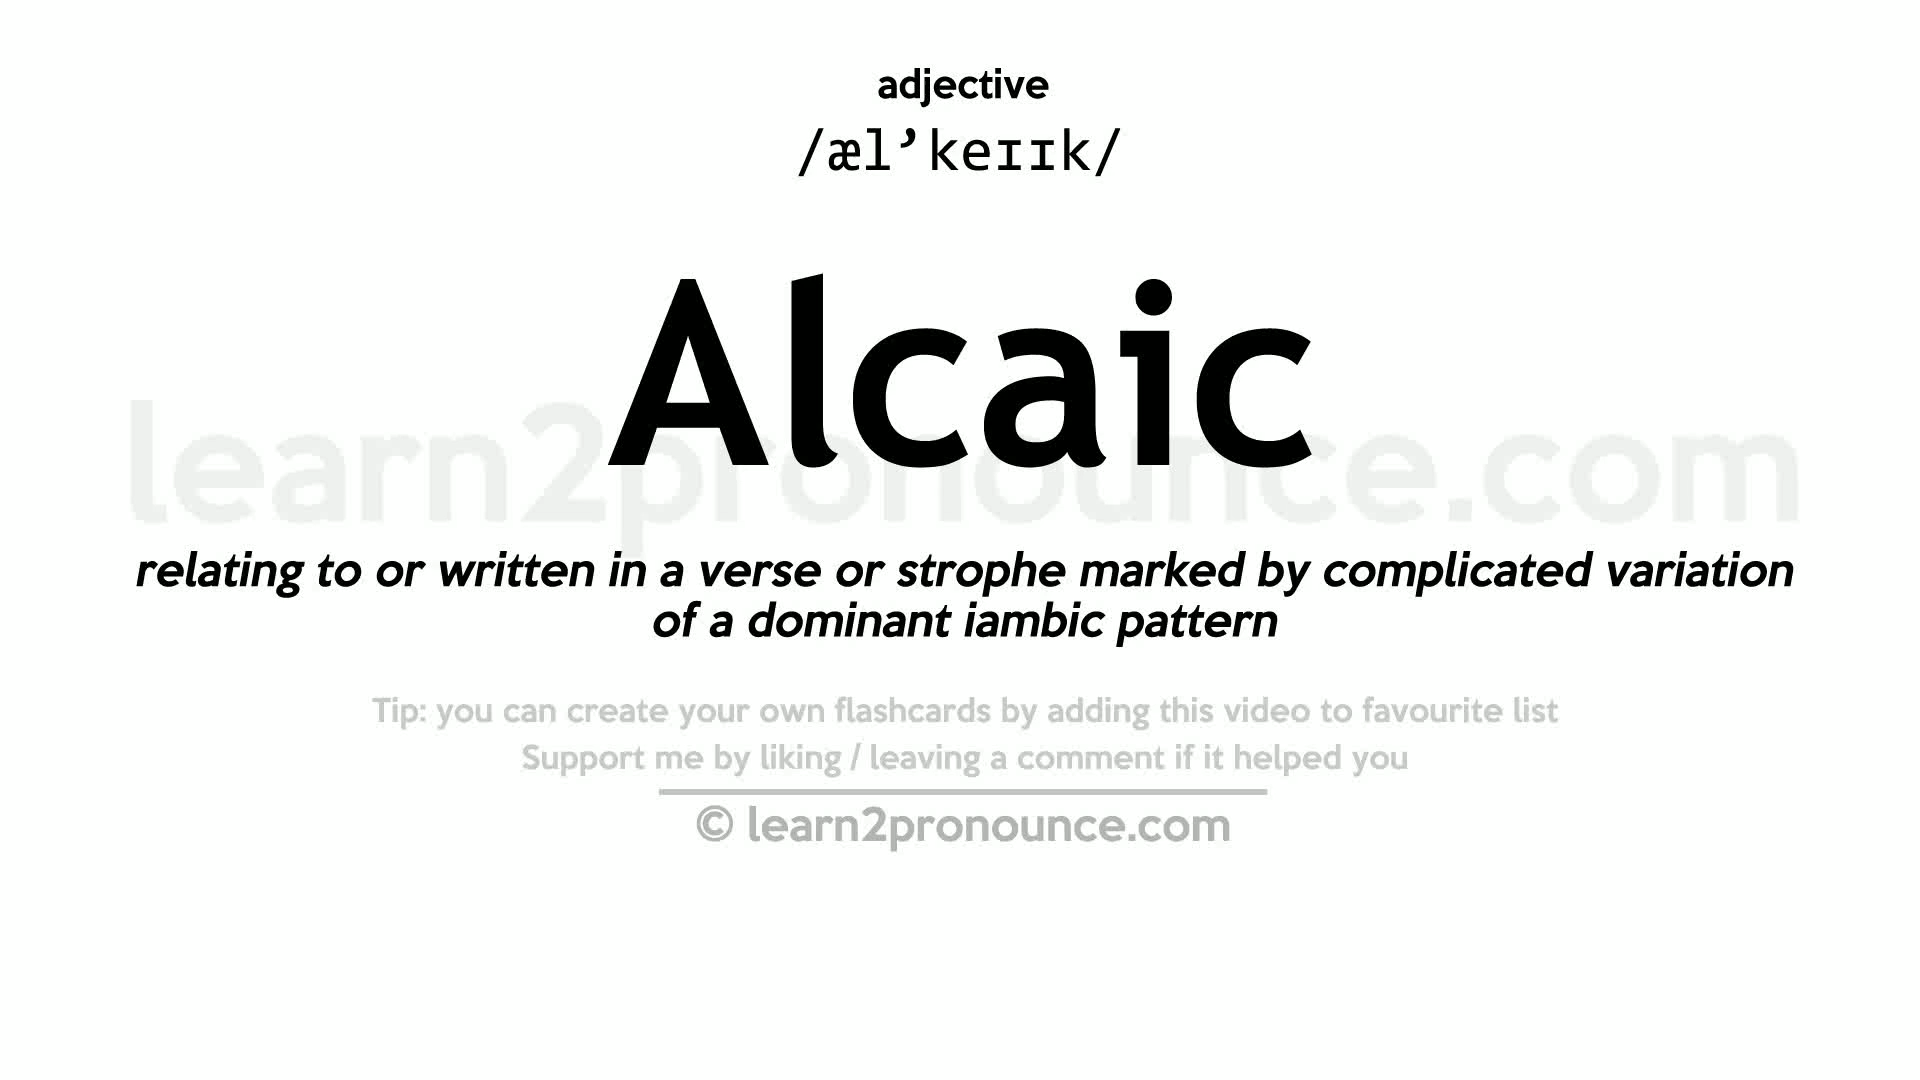 adjective
/æl’keɪɪk/
Alcaic
learn2pronounce.com
relating to or written in a verse or strophe marked by complicated variation
of a dominant iambic pattern
Tip: you can create your own flashcards by adding this video to favourite list
Support me by liking / leaving a comment if it helped you
© learn2pronounce.com